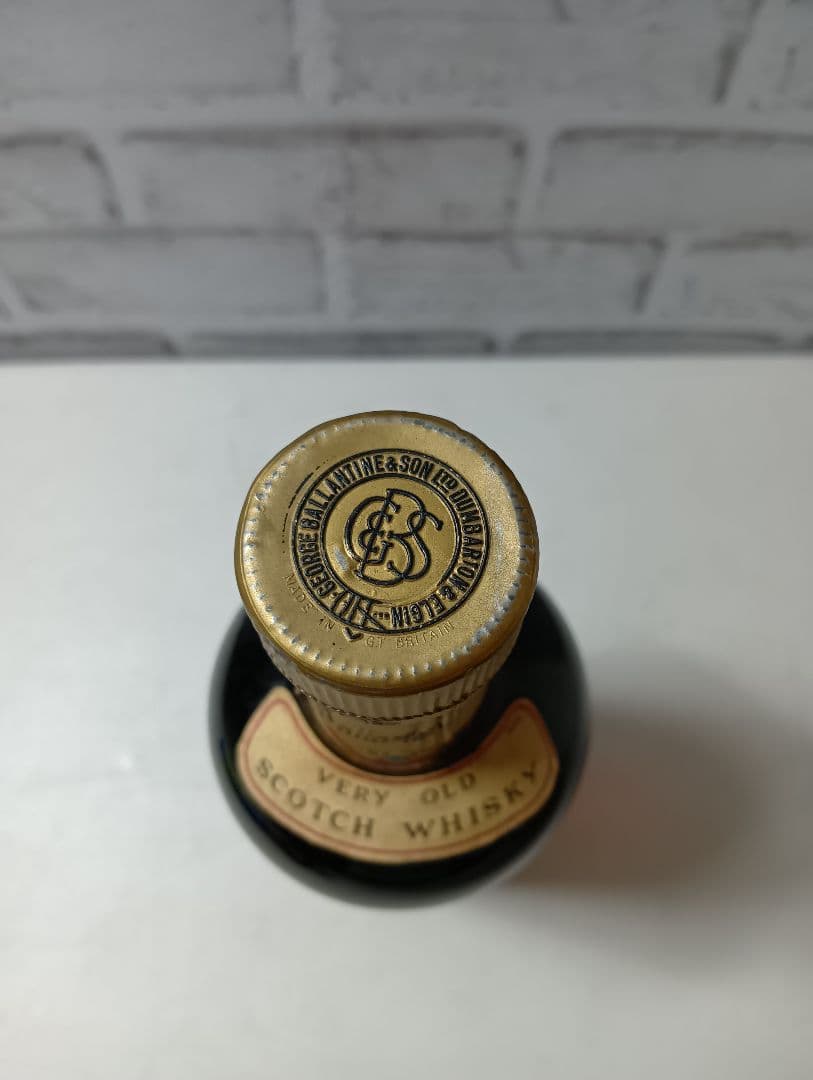 GEORGE BALLANTINE & SON LTD DUMBARTON & ELGIN
GBS
MADE IN GT BRITAIN
VERY OLD
SCOTCH WHISKY